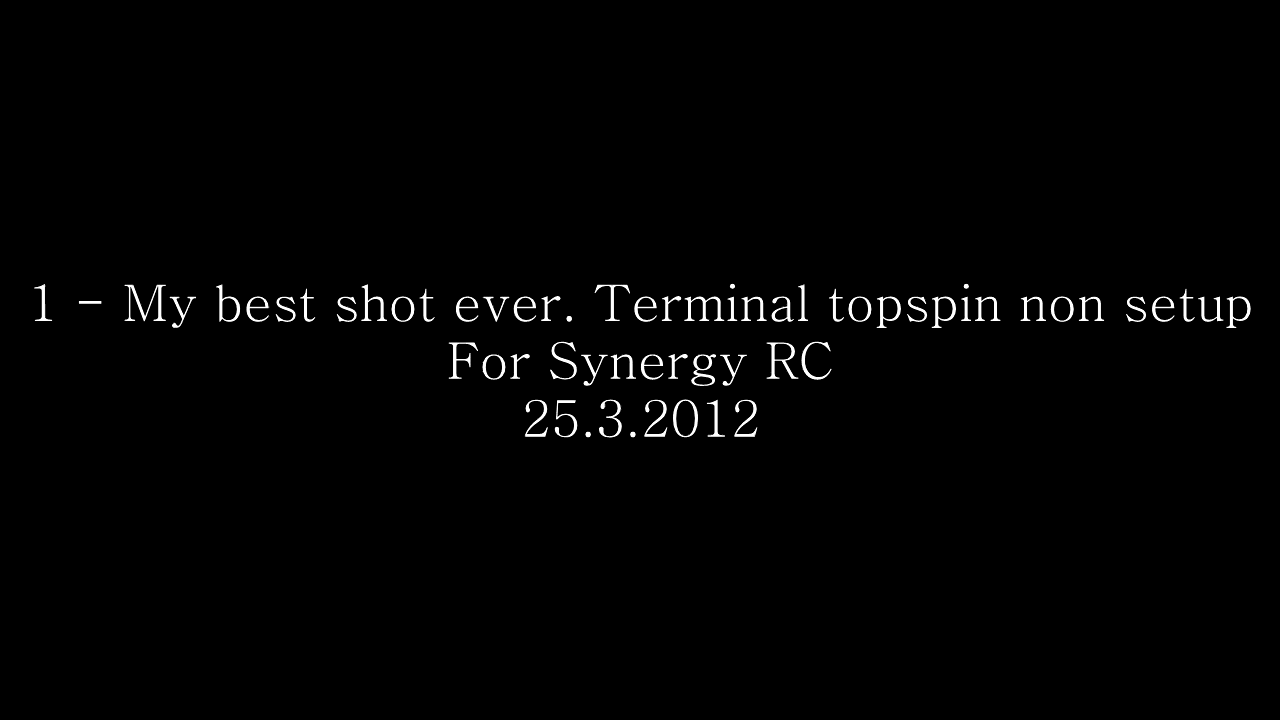 1 - My best shot ever. Terminal topspin non setup
For Synergy RC
25.3.2012